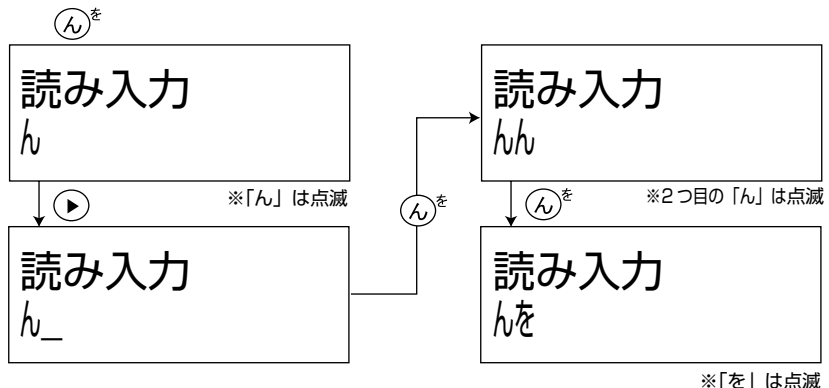 んを
読み入力
ん
※「ん」は点滅
読み入力
ん_
んを
読み入力
んん
※2つ目の「ん」は点滅
んを
読み入力
んを
※「を」は点滅